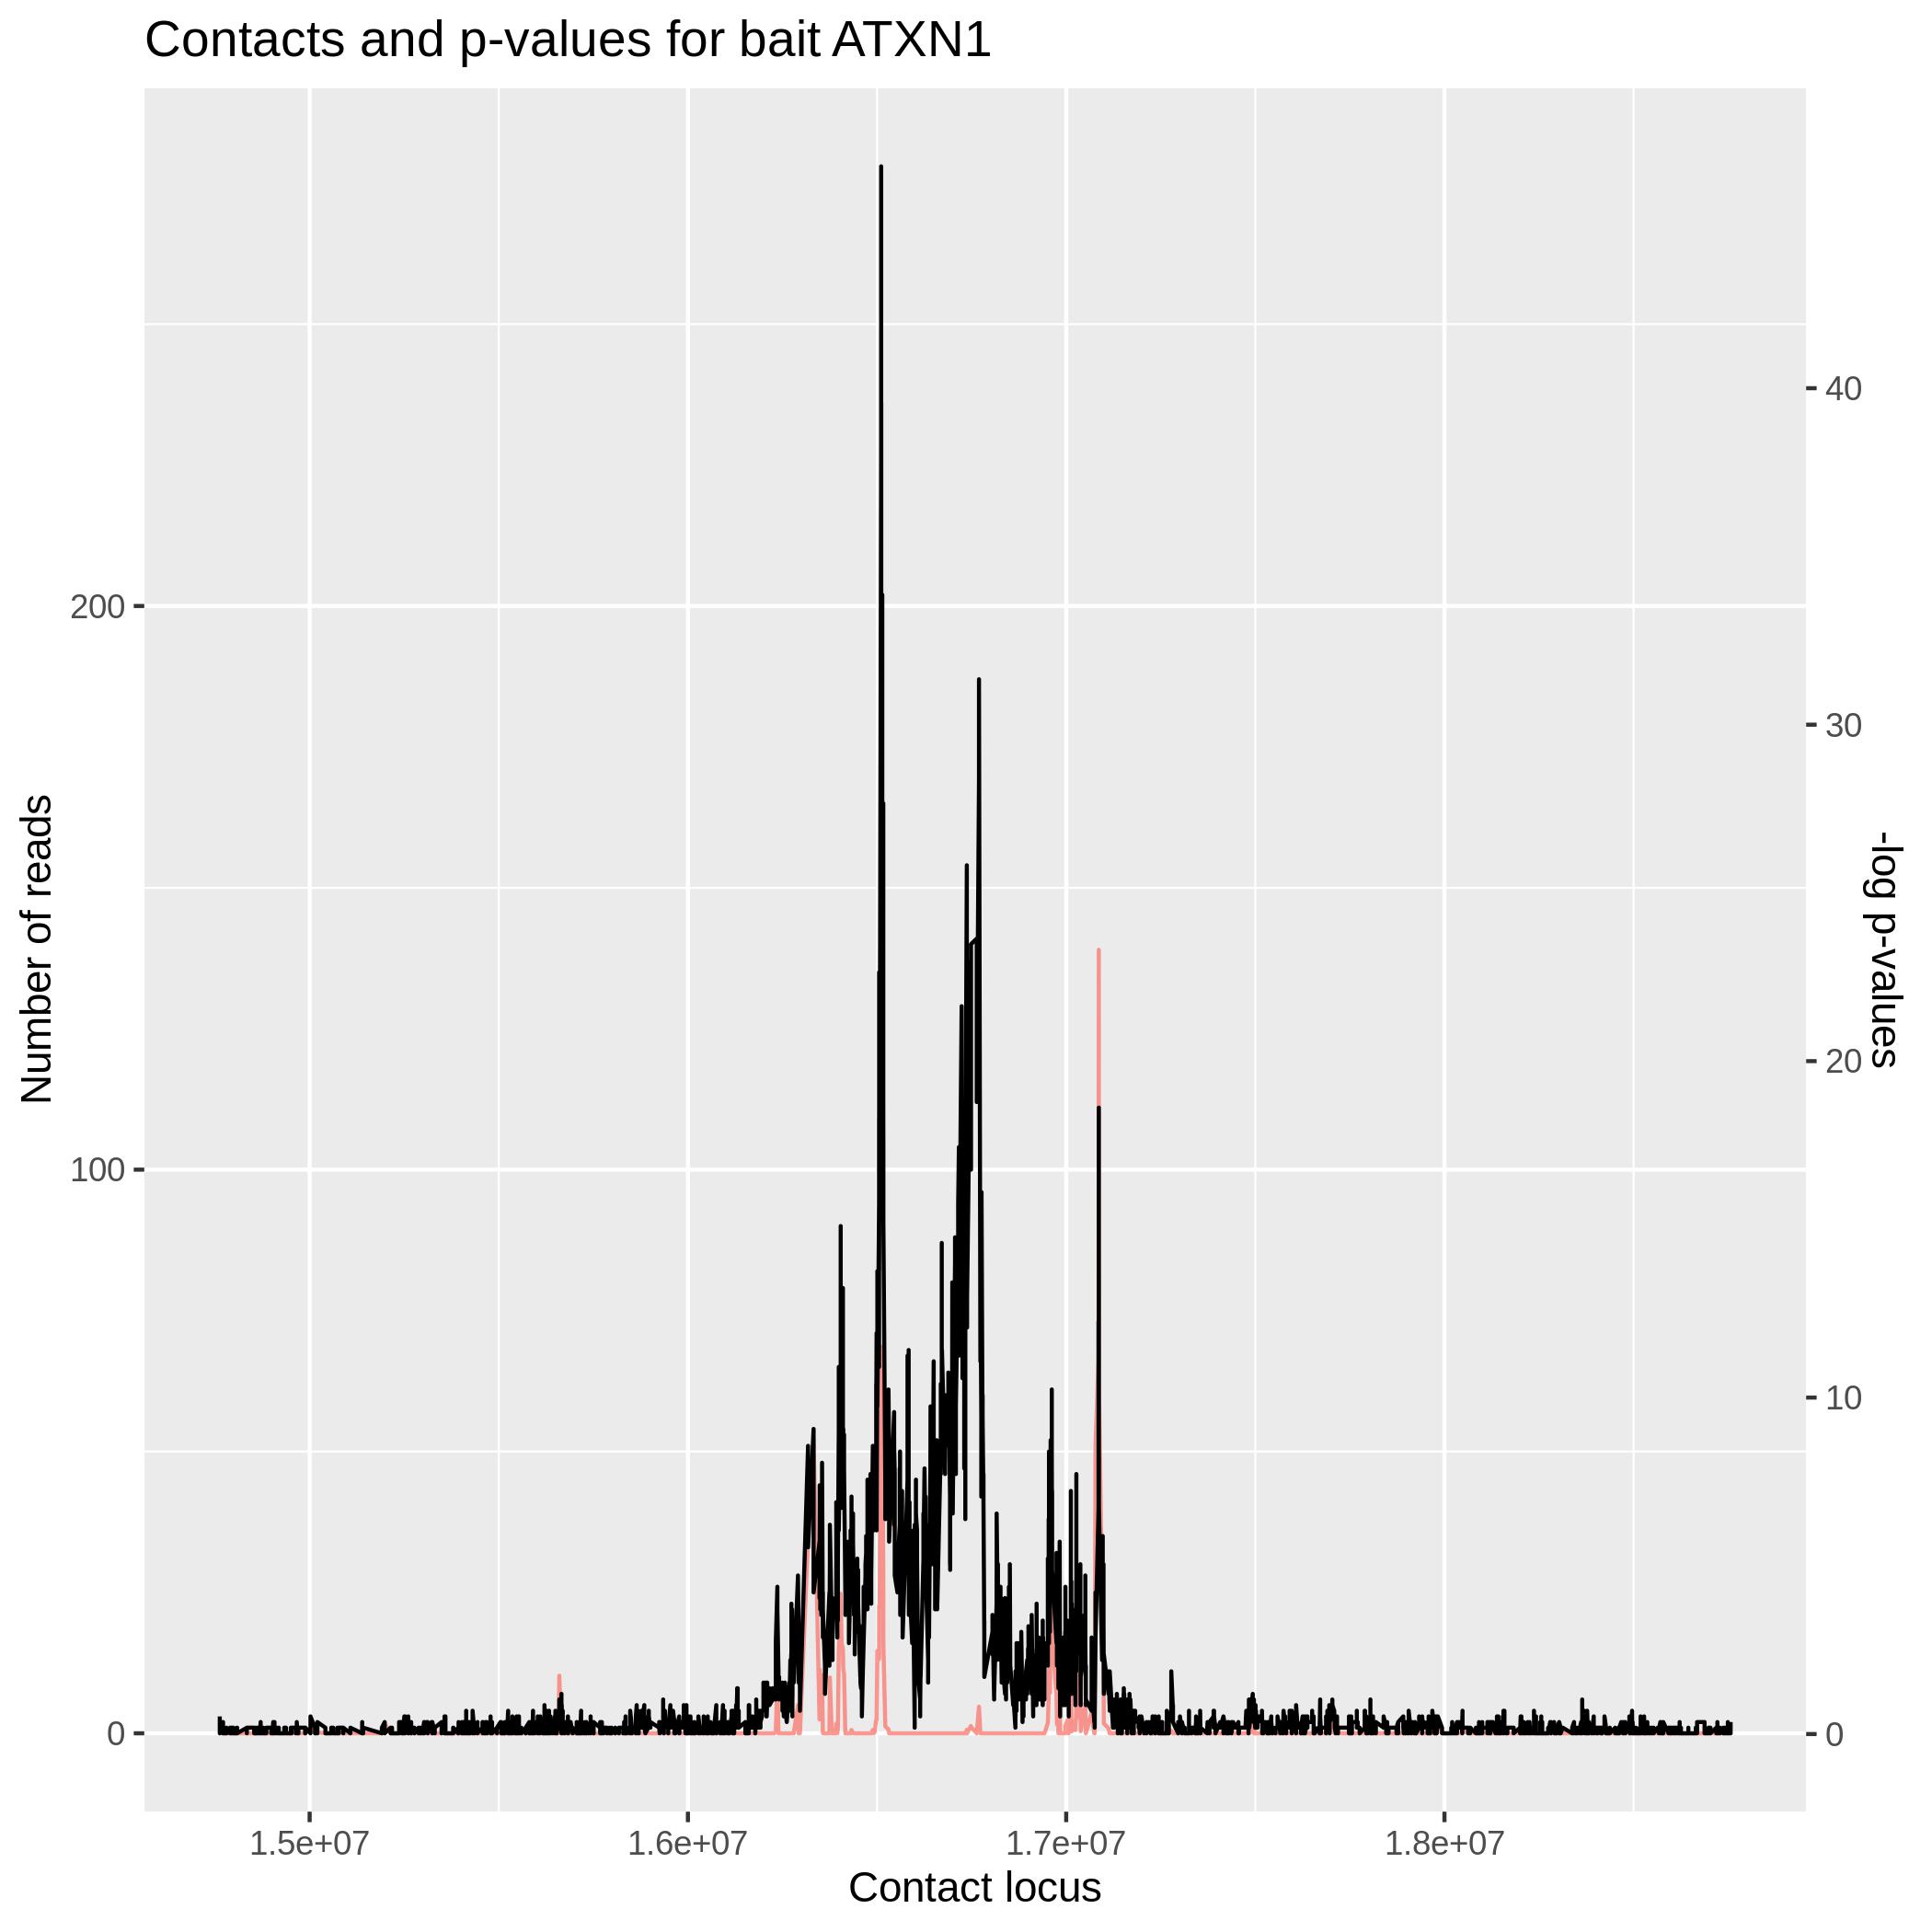 Contacts and p-values for bait ATXN1
Number of reads
200
100
0
40
30
20
10
0
-log p-values
1.5e+07
1.6e+07
1.7e+07
1.8e+07
Contact locus